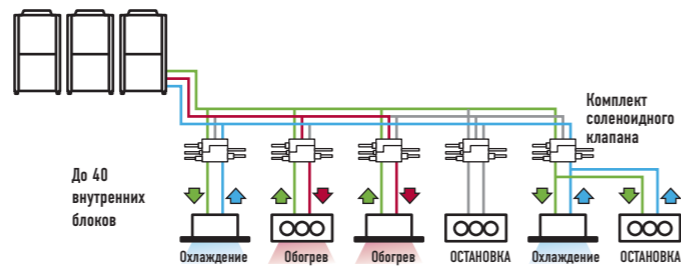 Комплект
соленоидного
клапана
До 40
внутренних
блоков
Охлаждение
Обогрев
Обогрев
ОСТАНОВКА
Охлаждение
ОСТАНОВКА